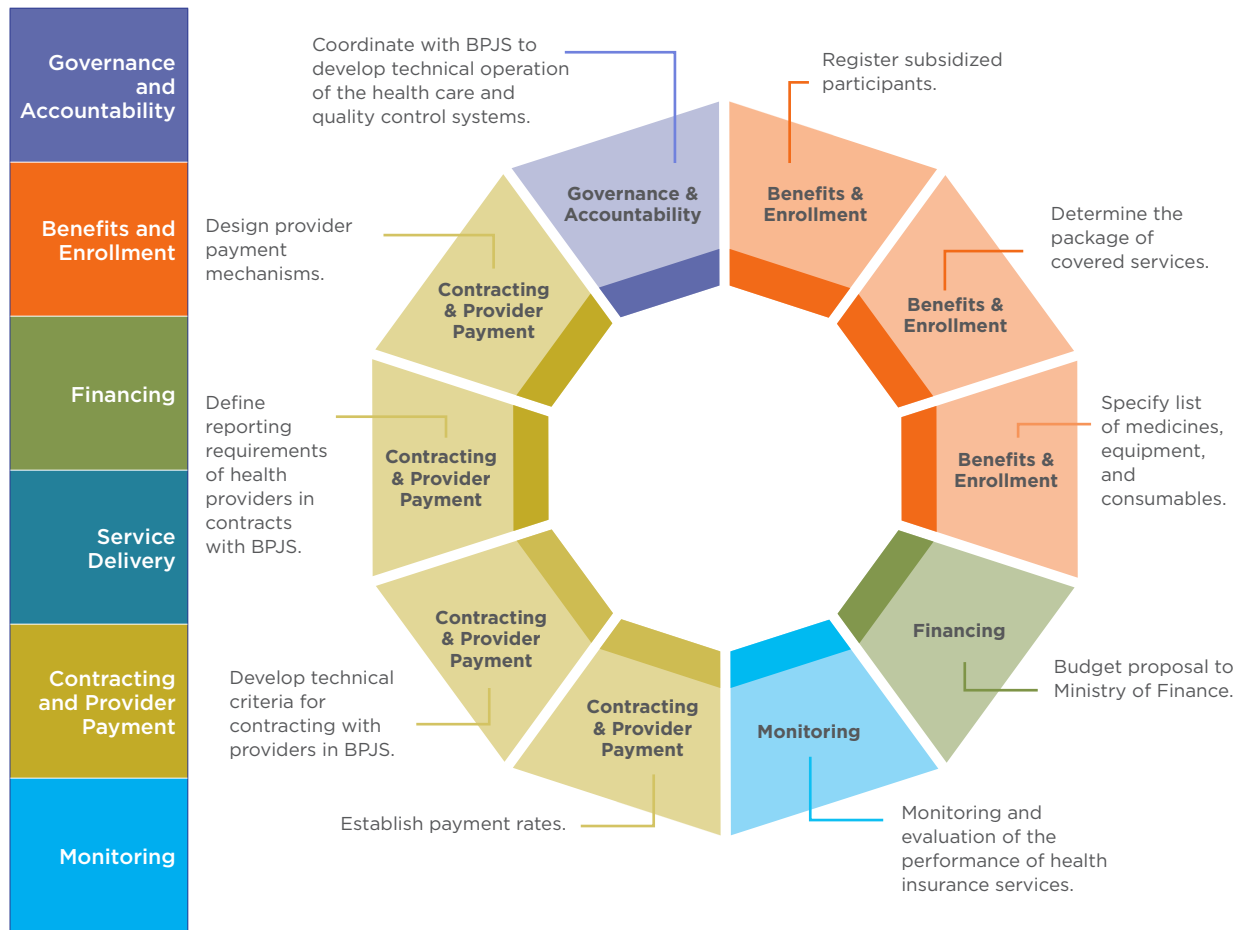 Governance
and
Accountability
Benefits and
Enrollment
Financing
Service
Delivery
Contracting
and Provider
Payment
Monitoring
Coordinate with BPJS to
develop technical operation
of the health care and
quality control systems.
Governance &
Accountability
Register subsidized
participants.
Benefits &
Enrollment
Determine the
package of
covered services.
Benefits &
Enrollment
Specify list
of medicines,
equipment,
and
consumables.
Benefits &
Enrollment
Budget proposal to
Ministry of Finance.
Financing
Monitoring and
evaluation of the
performance of health
insurance services.
Monitoring
Establish payment rates.
Contracting
& Provider
Payment
Develop technical
criteria for
contracting with
providers in BPJS.
Contracting
& Provider
Payment
Define
reporting
requirements
of health
providers in
contracts
with BPJS.
Contracting
& Provider
Payment
Design provider
payment
mechanisms.
Contracting
& Provider
Payment